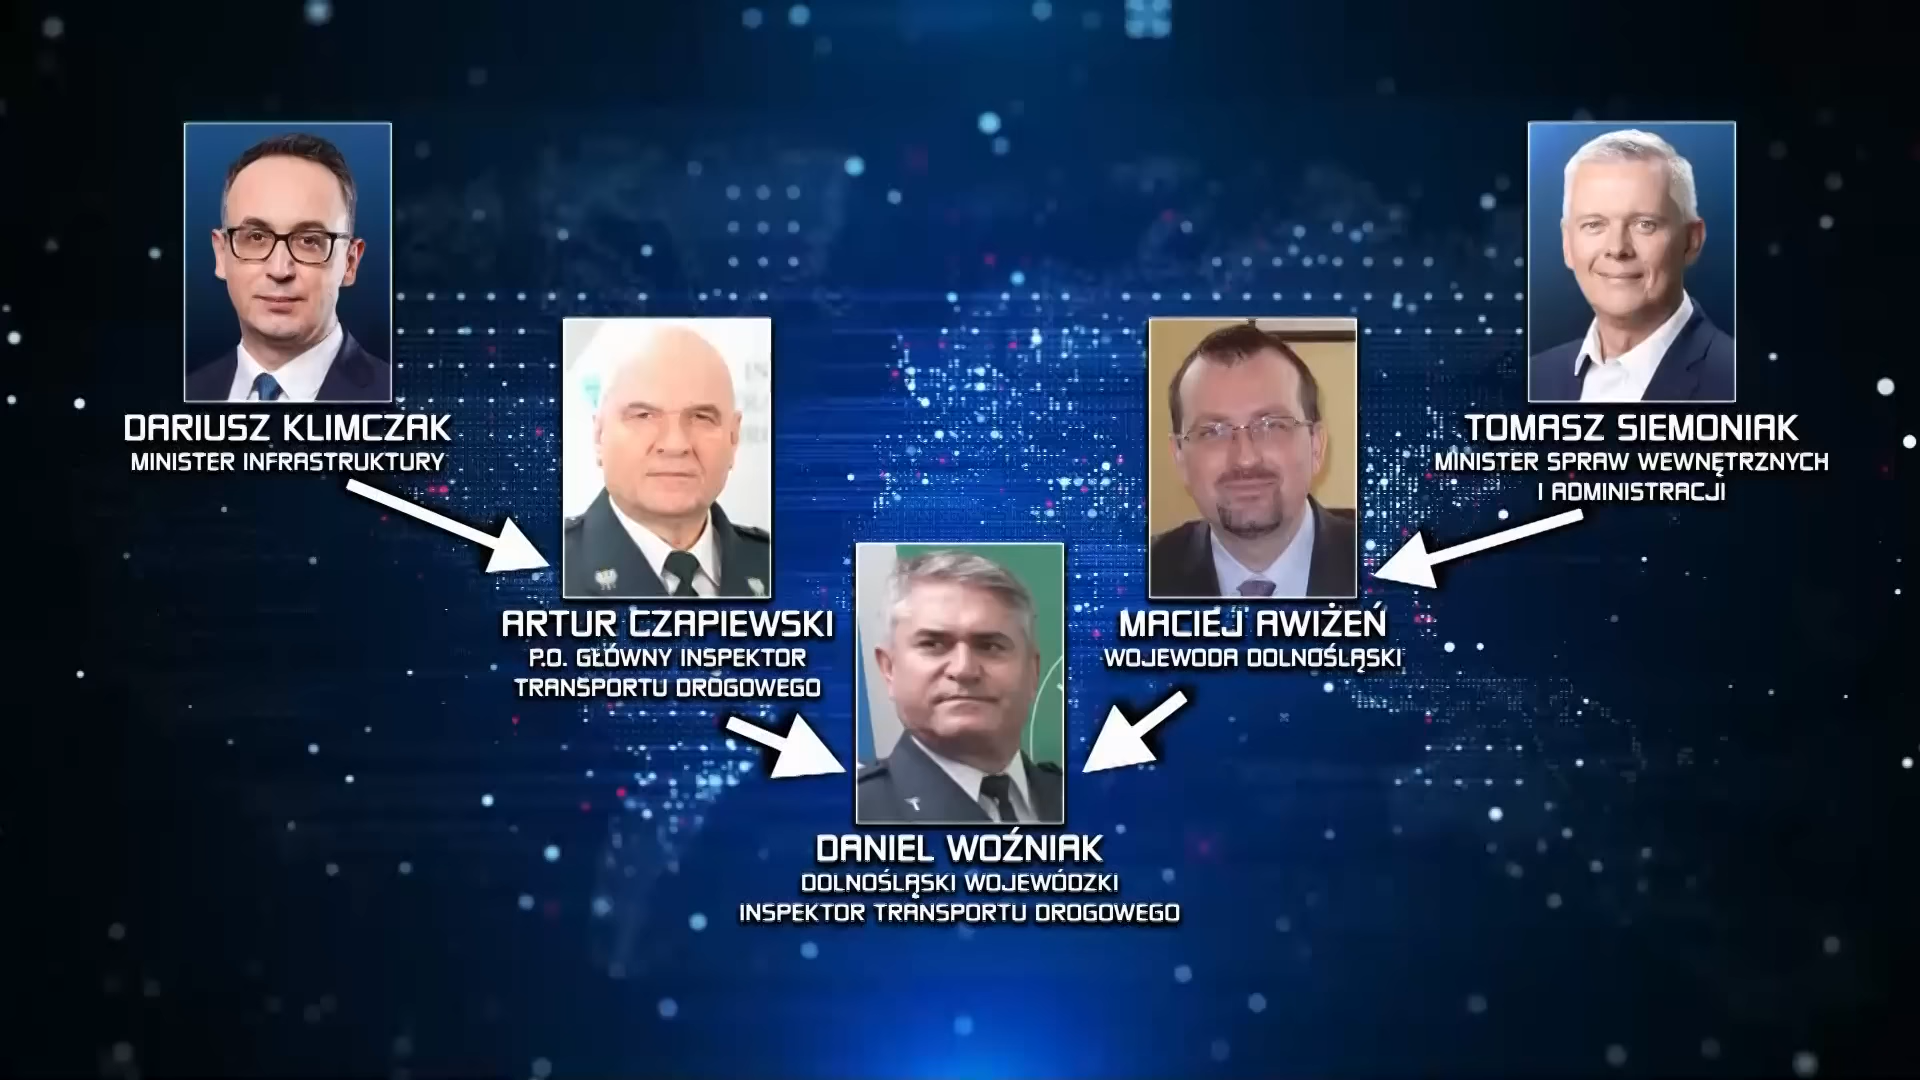 DARIUSZ KLIMCZAK
MINISTER INFRASTRUKTURY
TOMASZ SIEMONIAK
MINISTER SPRAW WEWNĘTRZNYCH
I ADMINISTRACJI
ARTUR CZAPIEWSKI
P.O. GŁÓWNY INSPEKTOR
TRANSPORTU DROGOWEGO
MACIEJ AWIŻEŃ
WOJEWODA DOLNOŚLĄSKI
DANIEL WOŹNIAK
DOLNOŚLĄSKI WOJEWÓDZKI
INSPEKTOR TRANSPORTU DROGOWEGO